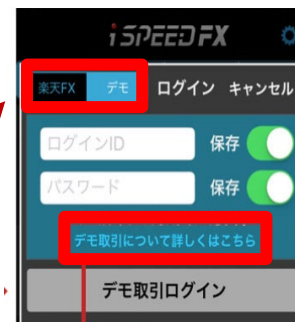 iSPEED FX
楽天FX デモ ログイン キャンセル
ログインID 保存
パスワード 保存
デモ取引について詳しくはこちら
デモ取引ログイン